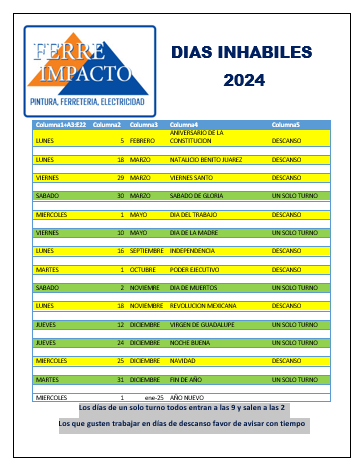 FERRE
IMPACTO
PINTURA, FERRETERIA, ELECTRICIDAD
DIAS INHABILES
2024
Columna1+A3:E22 Columna2 Columna3 Columna4 Columna5
LUNES 5 FEBRERO ANIVERSARIO DE LA CONSTITUCION DESCANSO
LUNES 18 MARZO NATALICIO BENITO JUAREZ DESCANSO
VIERNES 29 MARZO VIERNES SANTO DESCANSO
SABADO 30 MARZO SABADO DE GLORIA UN SOLO TURNO
MIERCOLES 1 MAYO DIA DEL TRABAJO DESCANSO
VIERNES 10 MAYO DIA DE LA MADRE UN SOLO TURNO
LUNES 16 SEPTIEMBRE INDEPENDENCIA DESCANSO
MARTES 1 OCTUBRE PODER EJECUTIVO DESCANSO
SABADO 2 NOVIEMBRE DIA DE MUERTOS UN SOLO TURNO
LUNES 18 NOVIEMBRE REVOLUCION MEXICANA DESCANSO
JUEVES 12 DICIEMBRE VIRGEN DE GUADALUPE UN SOLO TURNO
JUEVES 24 DICIEMBRE NOCHE BUENA UN SOLO TURNO
MIERCOLES 25 DICIEMBRE NAVIDAD DESCANSO
MARTES 31 DICIEMBRE FIN DE AÑO UN SOLO TURNO
MIERCOLES 1 ene-25 AÑO NUEVO
Los días de un solo turno todos entran a las 9 y salen a las 2
Los que gusten trabajar en días de descanso favor de avisar con tiempo